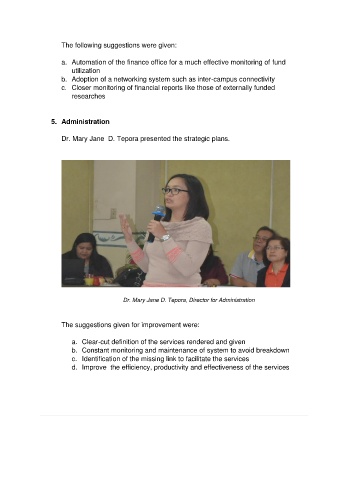 The following suggestions were given:
a. Automation of the finance office for a much effective monitoring of fund
utilization
b. Adoption of a networking system such as inter-campus connectivity
c. Closer monitoring of financial reports like those of externally funded
researches
5. Administration
Dr. Mary Jane D. Tepora presented the strategic plans.
Dr. Mary Jane D. Tepora, Director for Administration
The suggestions given for improvement were:
a. Clear-cut definition of the services rendered and given
b. Constant monitoring and maintenance of system to avoid breakdown
c. Identification of the missing link to facilitate the services
d. Improve the efficiency, productivity and effectiveness of the services